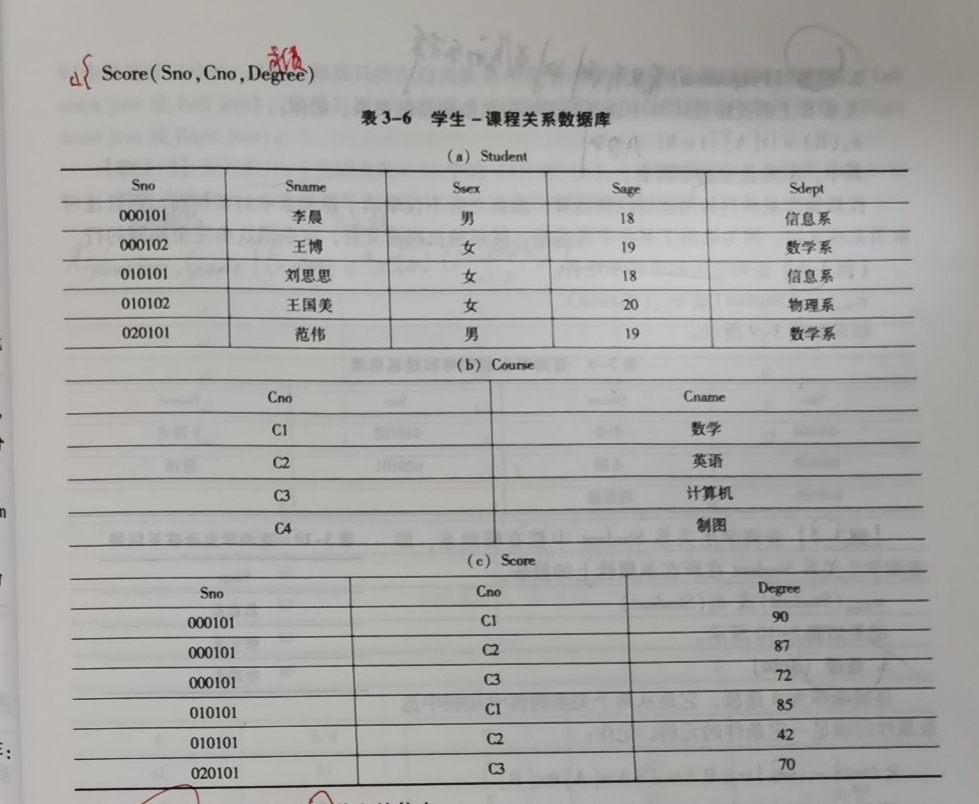 成绩
Score(Sno,Cno,Degree)
表 3-6 学生-课程关系数据库
(a) Student
Sno Sname Ssex Sage Sdept
000101 李晨 男 18 信息系
000102 王博 女 19 数学系
010101 刘思思 女 18 信息系
010102 王国美 女 20 物理系
020101 范伟 男 19 数学系
(b) Course
Cno Cname
C1 数学
C2 英语
C3 计算机
C4 制图
(c) Score
Sno Cno Degree
000101 C1 90
000101 C2 87
000101 C3 72
010101 C1 85
010101 C2 42
020101 C3 70